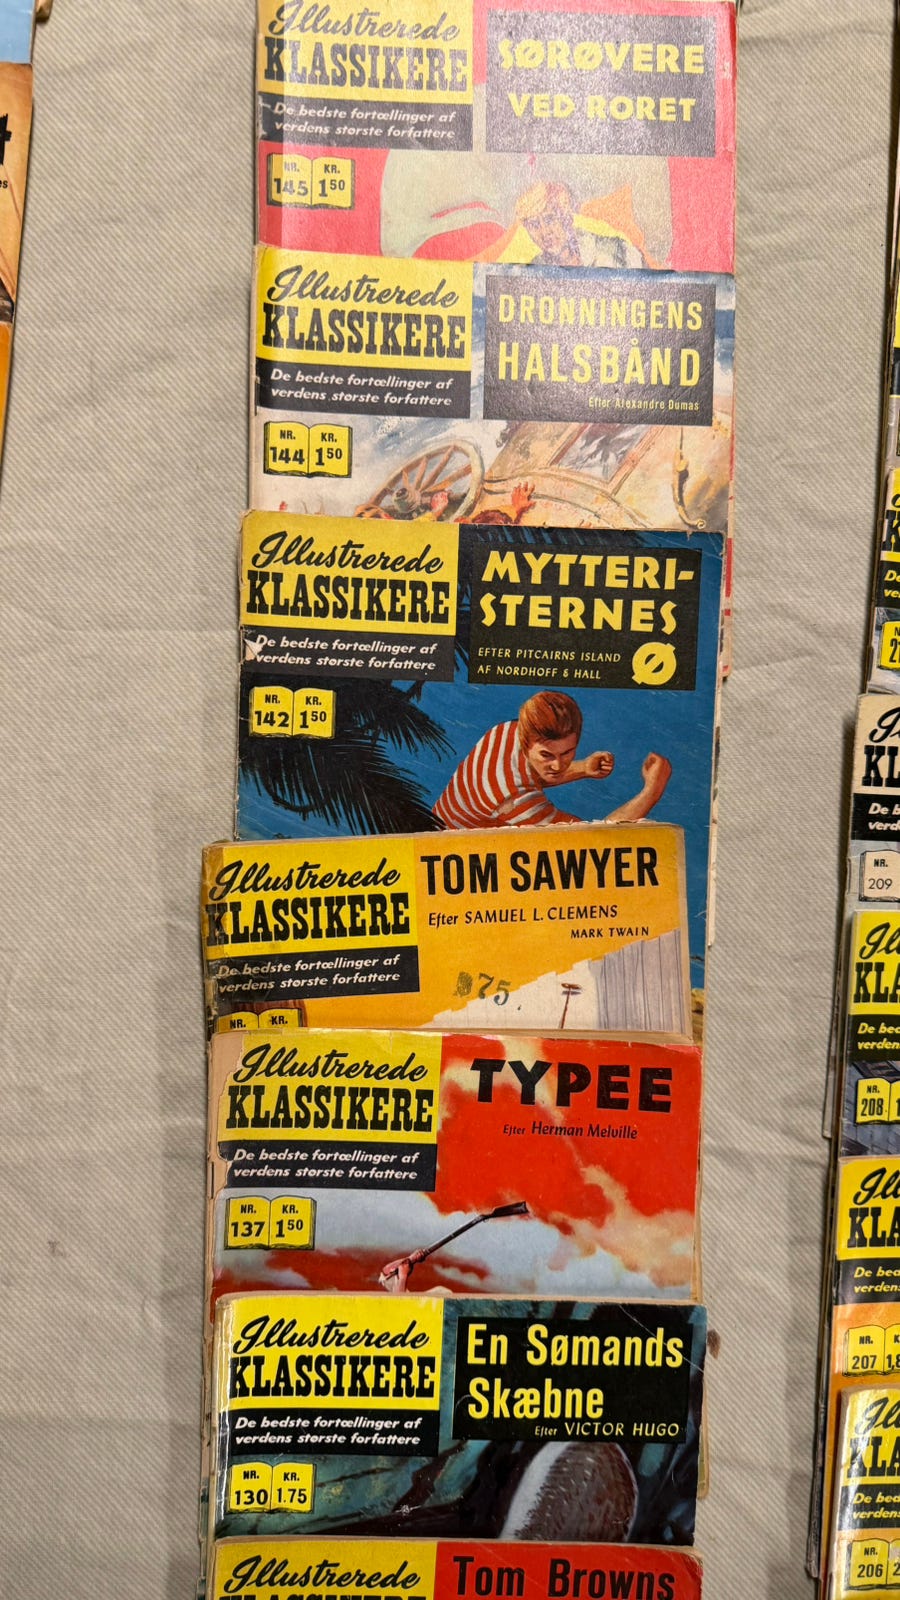 Illustrerede
KLASSIKERE
De bedste fortællinger af
verdens største forfattere
NR. KR.
145 1 50
SØRØVERE
VED RORET
Illustrerede
KLASSIKERE
De bedste fortællinger af
verdens største forfattere
NR. KR.
144 1 50
DRONNINGENS
HALSBÅND
Efter Alexandre Dumas
Illustrerede
KLASSIKERE
De bedste fortællinger af
verdens største forfattere
NR. KR.
142 1 50
MYTTERI-
STERNES
Ø
EFTER PITCAIRNS ISLAND
AF NORDHOFF & HALL
Illustrerede
KLASSIKERE
De bedste fortællinger af
verdens største forfattere
NR. KR.
TOM SAWYER
Efter SAMUEL L. CLEMENS
MARK TWAIN
75
Illustrerede
KLASSIKERE
De bedste fortællinger af
verdens største forfattere
NR. KR.
137 1 50
TYPEE
Efter Herman Melville
Illustrerede
KLASSIKERE
De bedste fortællinger af
verdens største forfattere
NR. KR.
130 1.75
En Sømands
Skæbne
Efter VICTOR HUGO
Illustrerede
KLASSIKERE
Tom Browns
NR.
209
NR.
208
NR.
207
NR.
206